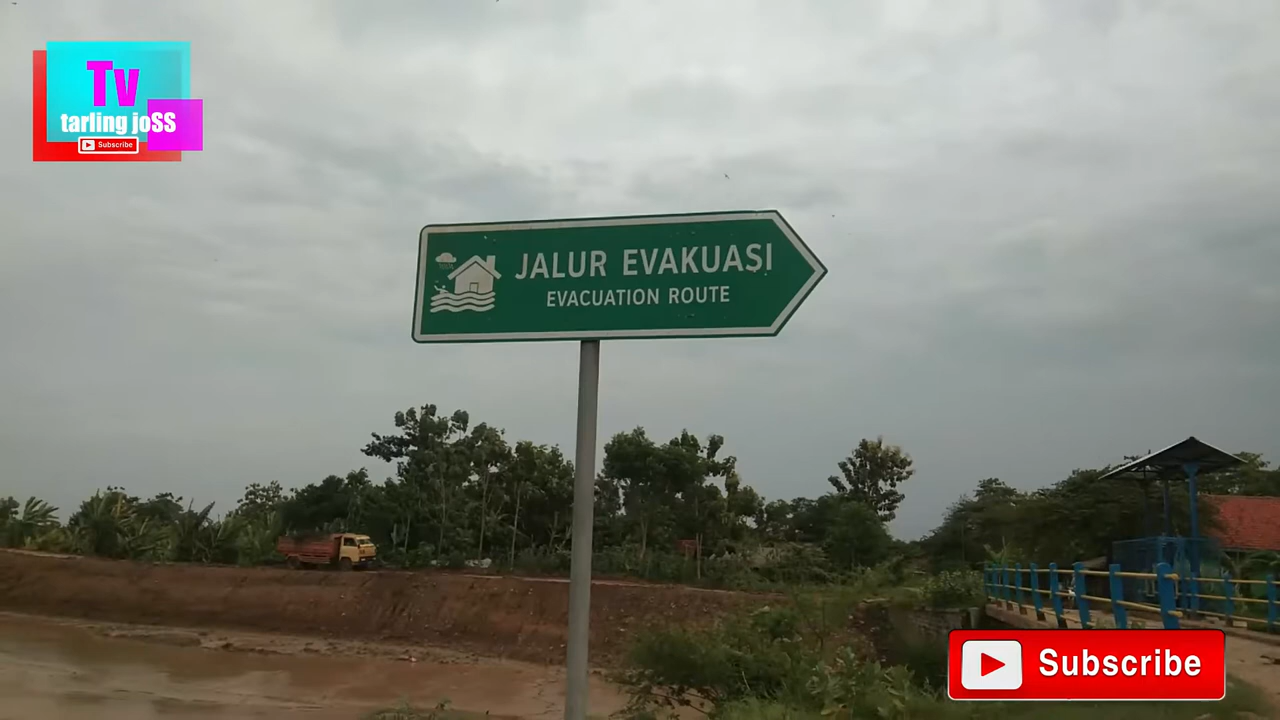 Tv
tarling joSS
Subscribe
JALUR EVAKUASI
EVACUATION ROUTE
Subscribe